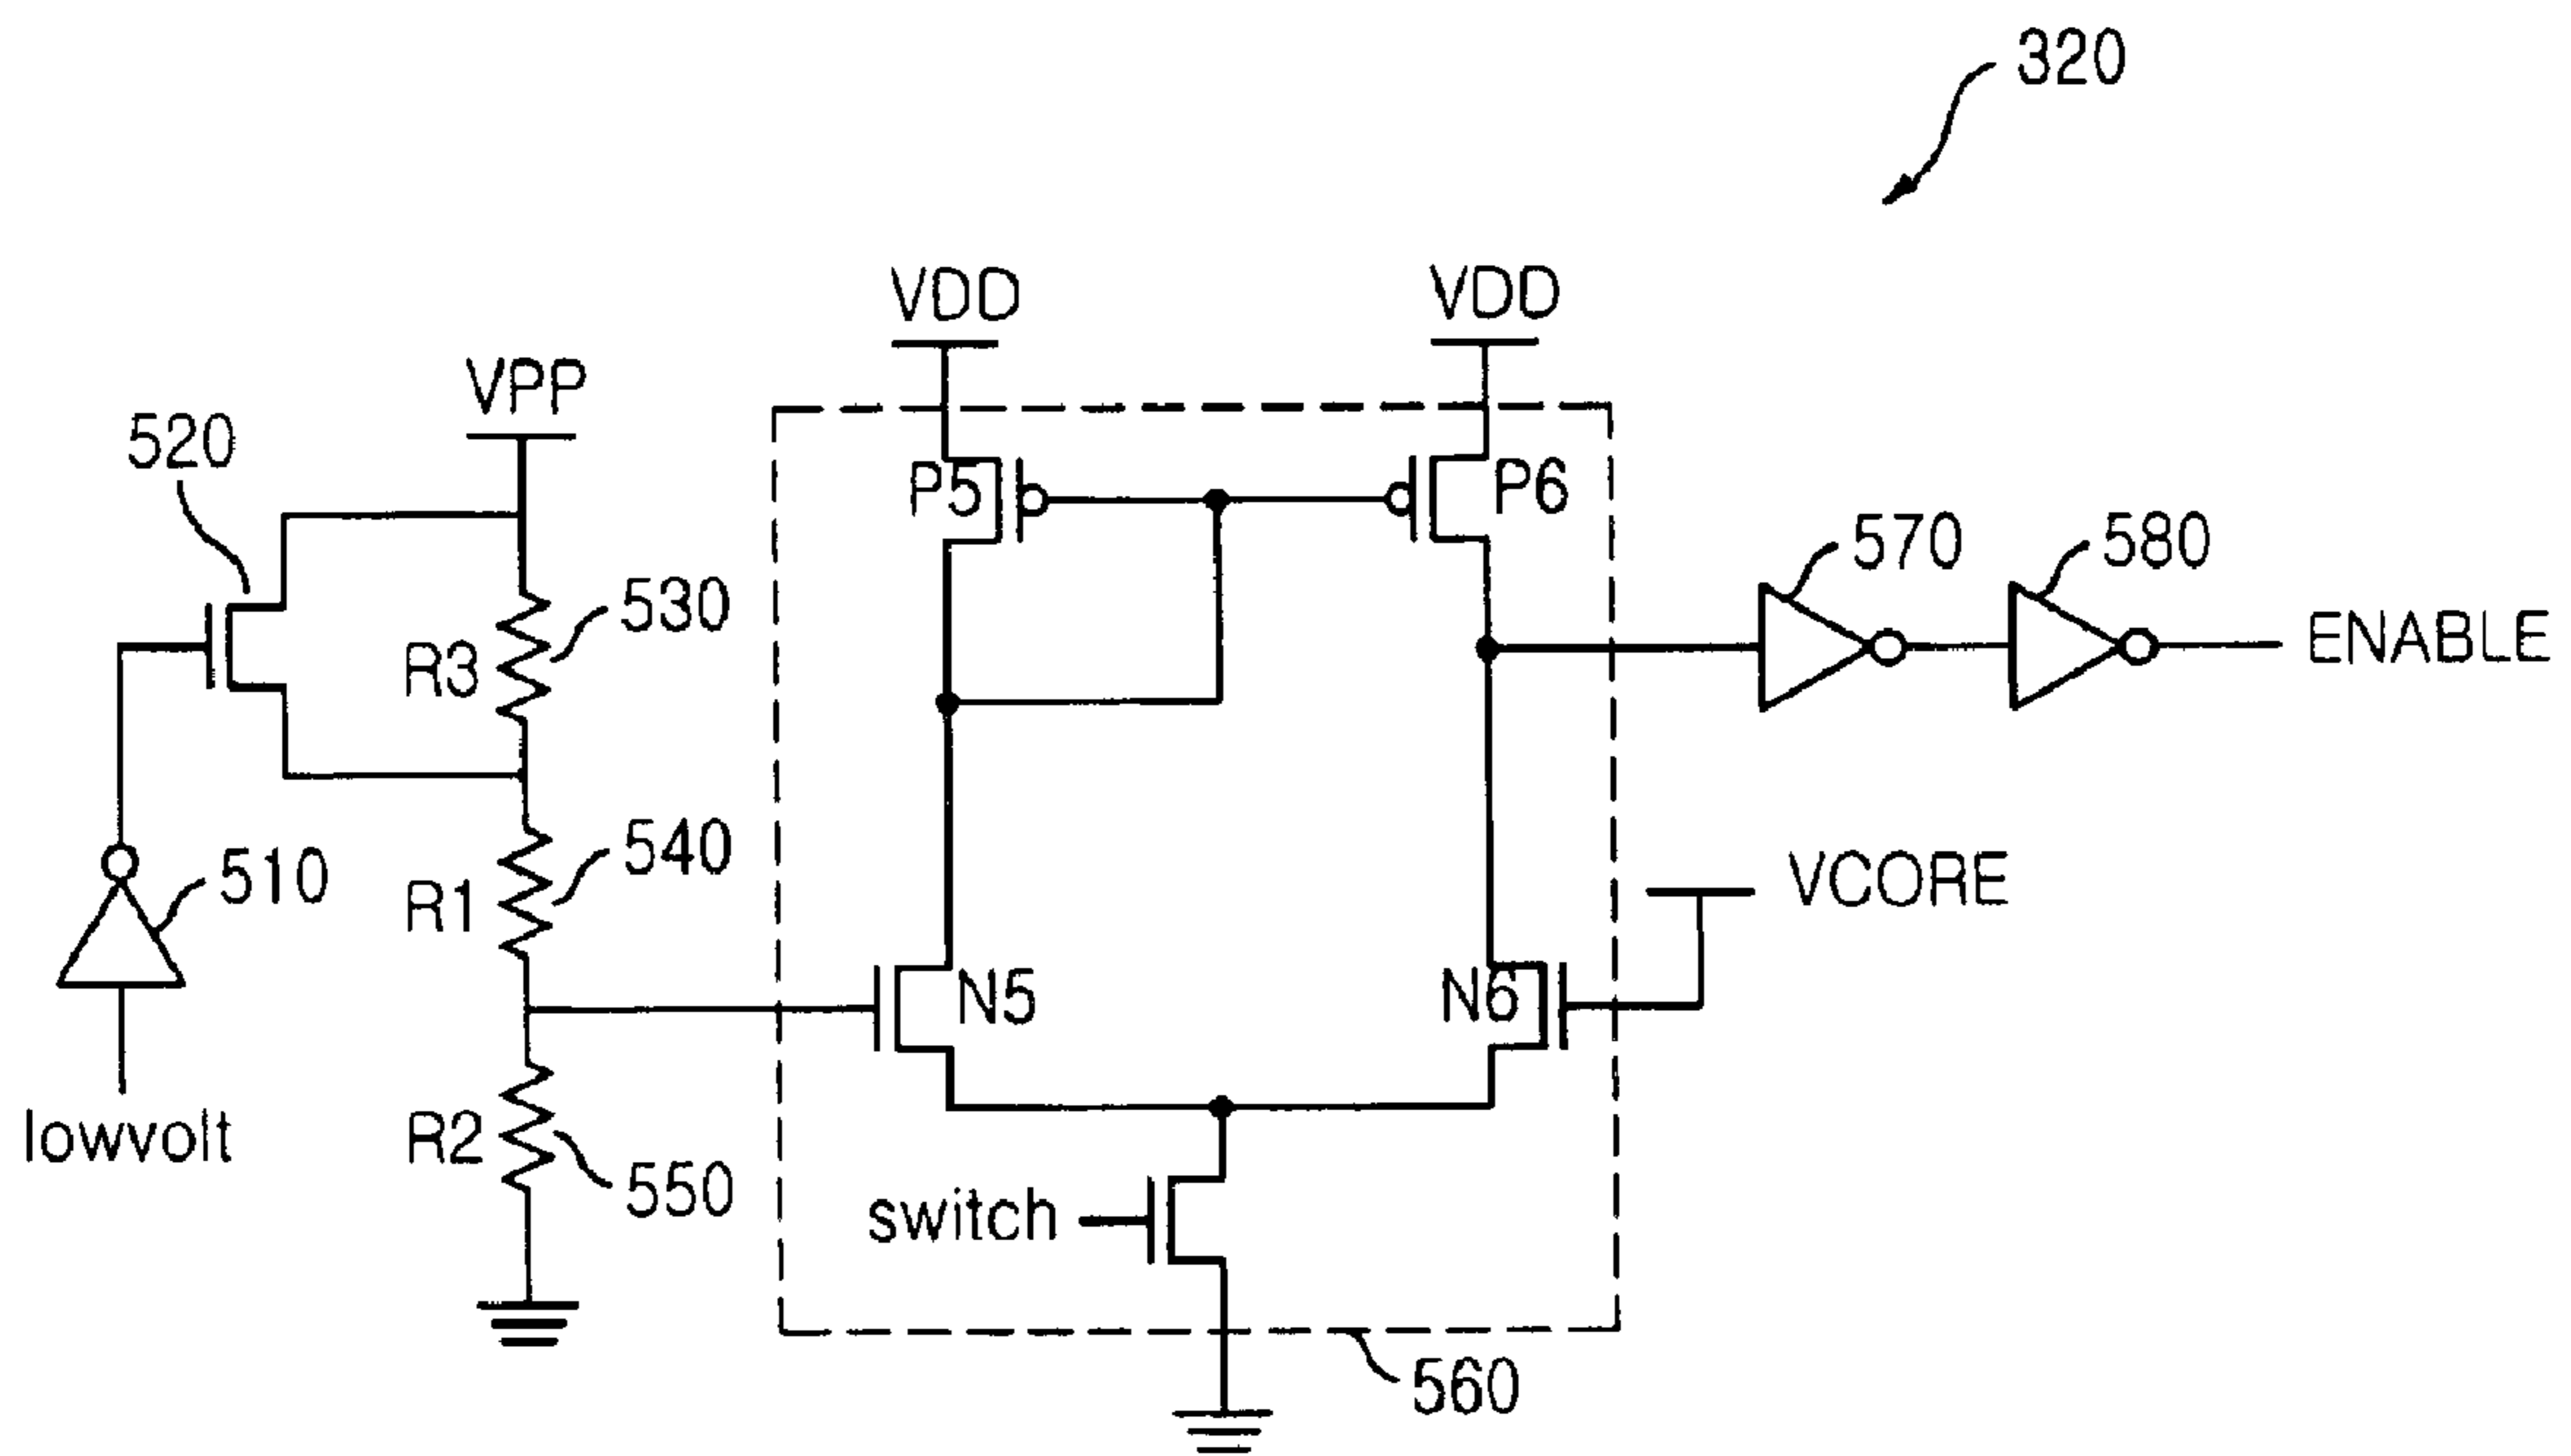 320
VDD
VDD
VPP
520
P5
P6
570
580
530
R3
ENABLE
540
510
R1
VCORE
N5
N6
lowvolt
R2
550
switch
560